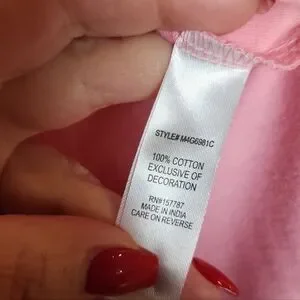 STYLE# M4G6981C
100% COTTON
EXCLUSIVE OF
DECORATION
RN#157787
MADE IN INDIA
CARE ON REVERSE